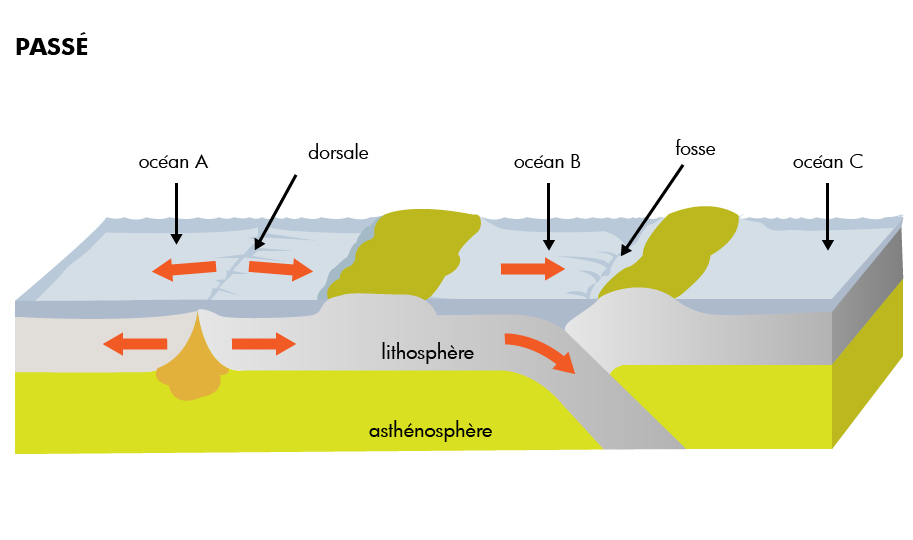 PASSÉ
océan A
dorsale
océan B
fosse
océan C
lithosphère
asthénosphère